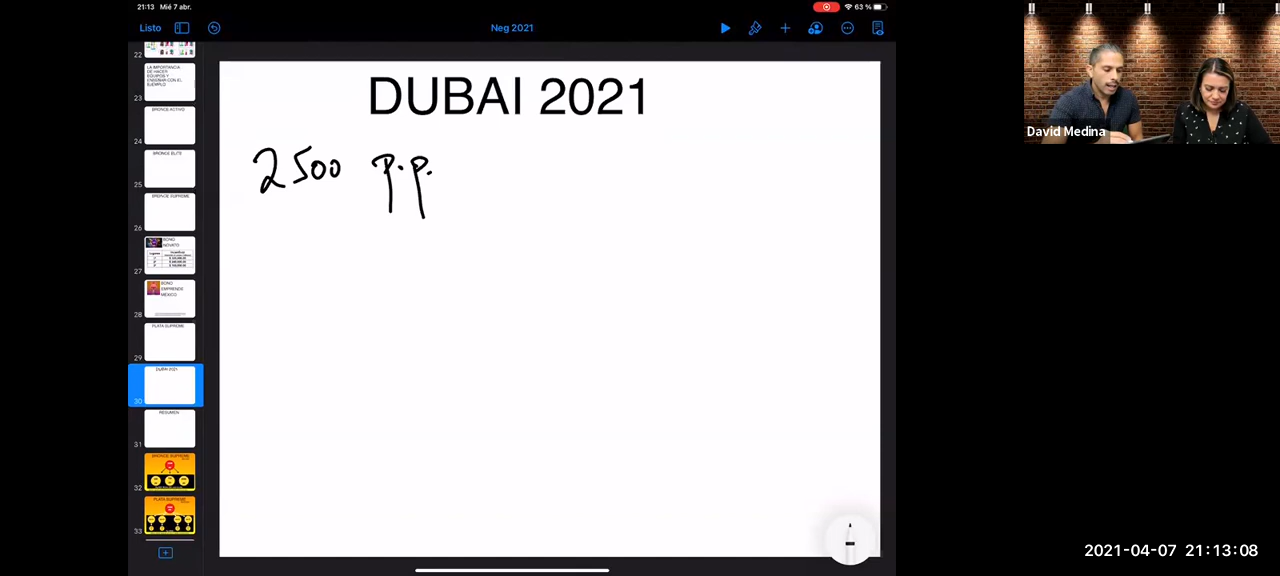 21:13 Mié 7 abr.
63 %
Listo
Neg 2021
22
LA IMPORTANCIA
DE HACER
EQUIPOS Y
ENSEÑAR CON EL
EJEMPLO
23
BRONCE ACTIVO
24
BRONCE ELITE
25
BRONCE SUPREME
26
BONO
NOVATO
27
BONO
EMPRENDE
MEXICO
28
PLATA SUPREME
29
DUBAI 2021
30
RESUMEN
31
BRONCE SUPREME
32
PLATA SUPREME
33
DUBAI 2021
2500 p.p.
David Medina
2021-04-07 21:13:08